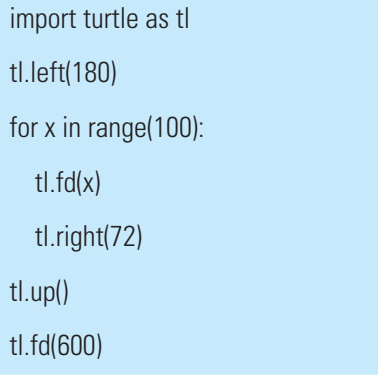 import turtle as tl
tl.left(180)
for x in range(100):
tl.fd(x)
tl.right(72)
tl.up()
tl.fd(600)